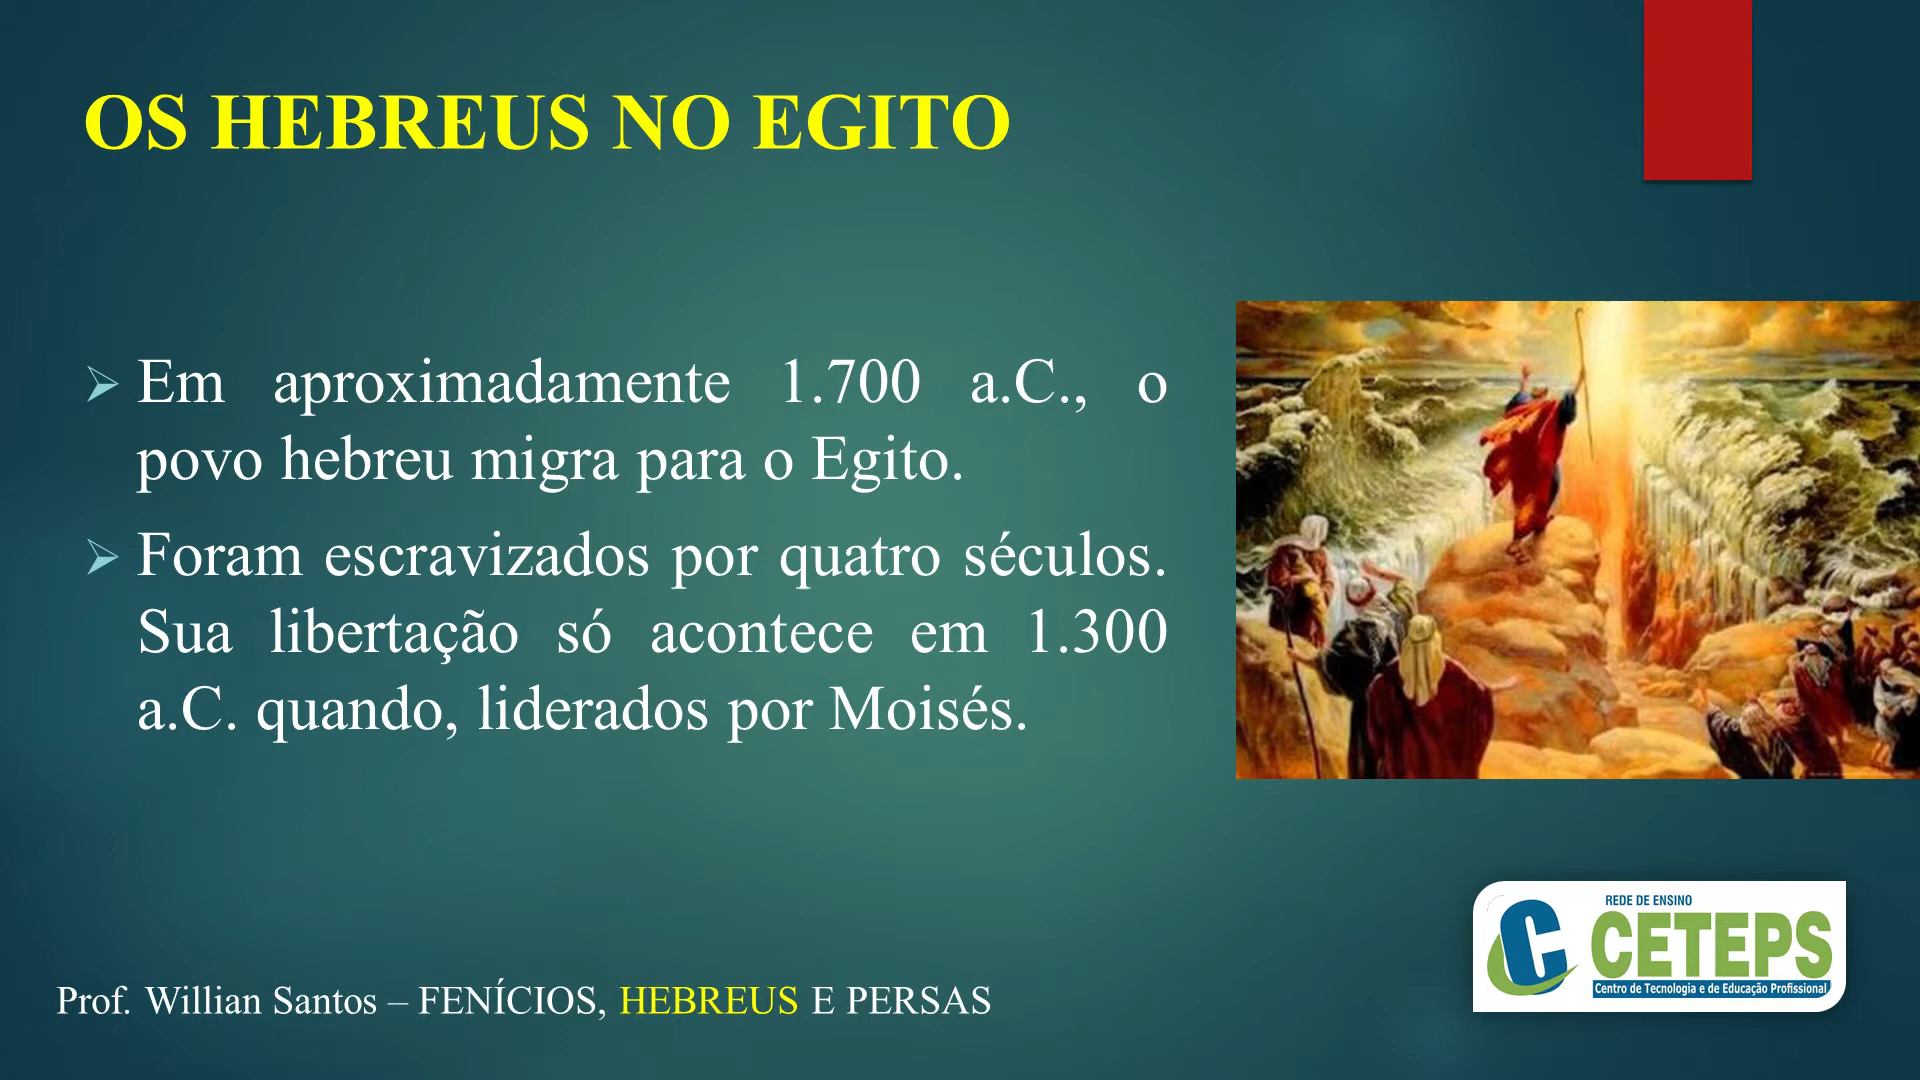 OS HEBREUS NO EGITO
➢ Em aproximadamente 1.700 a.C., o
povo hebreu migra para o Egito.
➢ Foram escravizados por quatro séculos.
Sua libertação só acontece em 1.300
a.C. quando, liderados por Moisés.
REDE DE ENSINO
CETEPS
Centro de Tecnologia e de Educação Profissional
Prof. Willian Santos – FENÍCIOS, HEBREUS E PERSAS